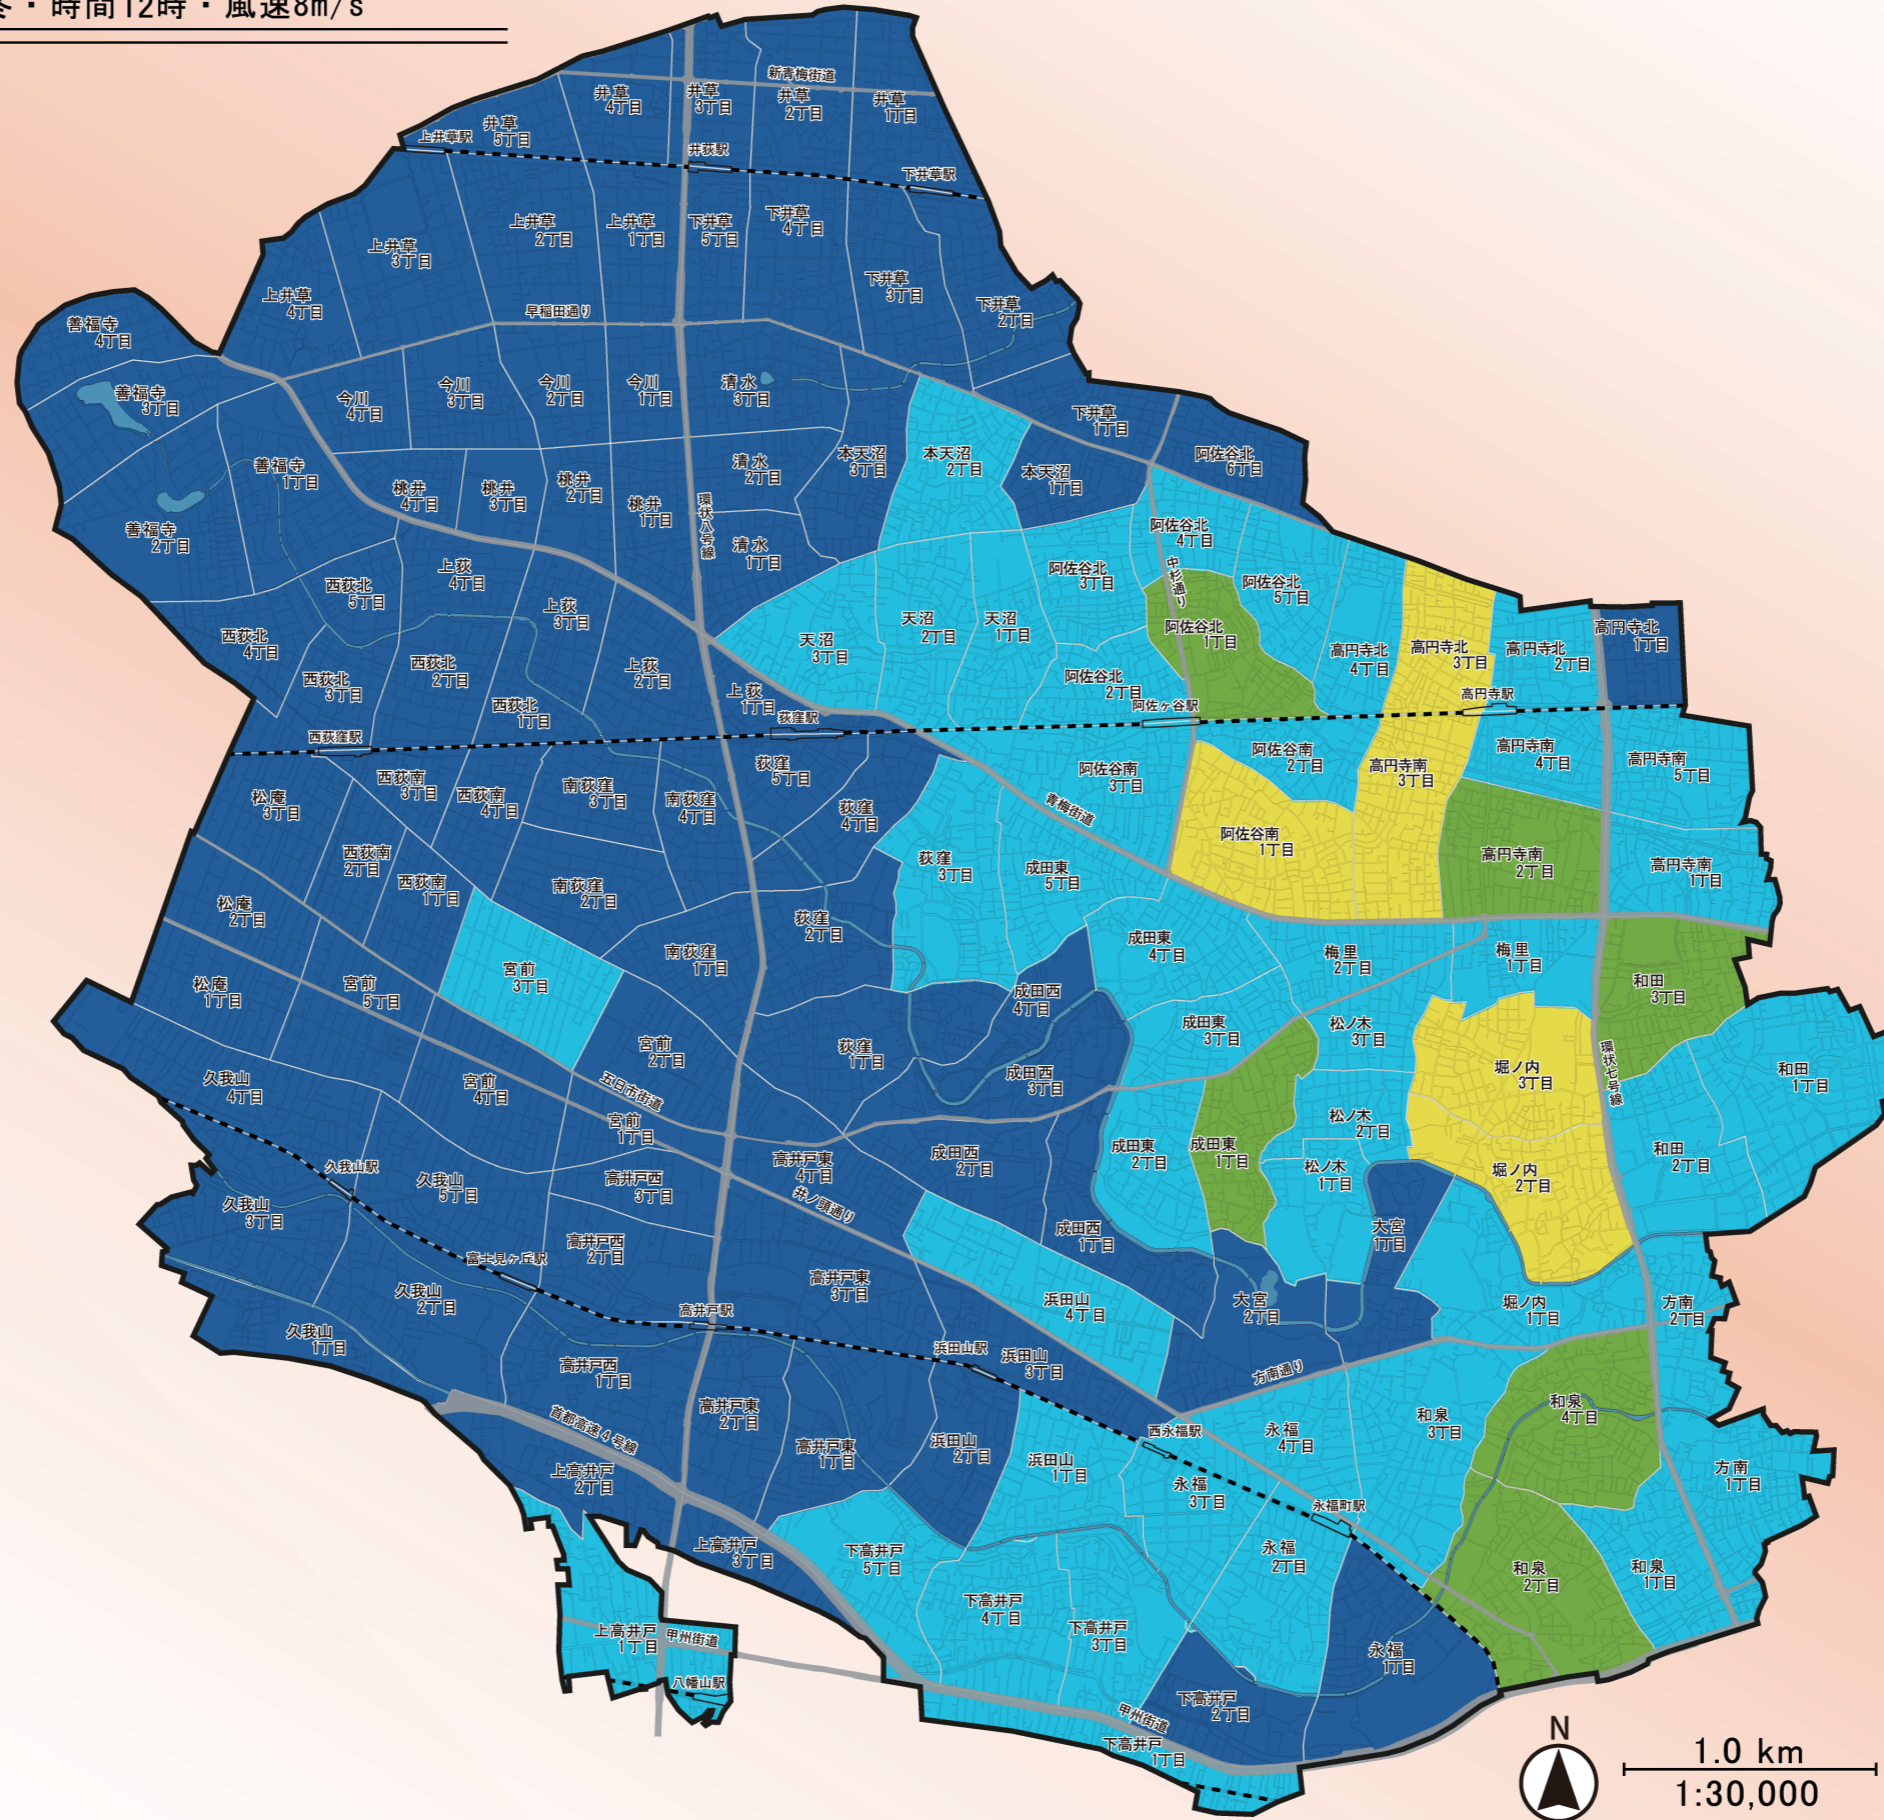 ・時間12時・風速8m/s
新青梅街道
井草
4丁目
井草
3丁目
井草
2丁目
井草
1丁目
井草
5丁目
上井草駅
井荻駅
下井草駅
上井草
3丁目
上井草
2丁目
上井草
1丁目
下井草
5丁目
下井草
4丁目
上井草
4丁目
早稲田通り
下井草
3丁目
下井草
2丁目
善福寺
4丁目
善福寺
3丁目
今川
4丁目
今川
3丁目
今川
2丁目
今川
1丁目
清水
3丁目
下井草
1丁目
善福寺
1丁目
桃井
4丁目
桃井
3丁目
桃井
2丁目
桃井
1丁目
環状八号線
清水
2丁目
本天沼
3丁目
本天沼
2丁目
本天沼
1丁目
阿佐谷北
6丁目
善福寺
2丁目
清水
1丁目
阿佐谷北
4丁目
西荻北
5丁目
上荻
4丁目
上荻
3丁目
阿佐谷北
3丁目
中杉通り
阿佐谷北
5丁目
西荻北
4丁目
天沼
3丁目
天沼
2丁目
天沼
1丁目
阿佐谷北
1丁目
高円寺北
4丁目
高円寺北
3丁目
高円寺北
2丁目
高円寺北
1丁目
西荻北
3丁目
西荻北
2丁目
西荻北
1丁目
上荻
2丁目
上荻
1丁目
阿佐谷北
2丁目
西荻窪駅
荻窪駅
阿佐ヶ谷駅
高円寺駅
松庵
3丁目
西荻南
3丁目
西荻南
4丁目
南荻窪
3丁目
南荻窪
4丁目
荻窪
5丁目
荻窪
4丁目
阿佐谷南
3丁目
青梅街道
阿佐谷南
2丁目
高円寺南
3丁目
高円寺南
4丁目
高円寺南
5丁目
西荻南
2丁目
西荻南
1丁目
南荻窪
2丁目
荻窪
3丁目
成田東
5丁目
阿佐谷南
1丁目
高円寺南
2丁目
高円寺南
1丁目
松庵
2丁目
荻窪
2丁目
南荻窪
1丁目
成田東
4丁目
梅里
2丁目
梅里
1丁目
松庵
1丁目
宮前
5丁目
宮前
3丁目
成田西
4丁目
和田
3丁目
宮前
2丁目
荻窪
1丁目
成田東
3丁目
松ノ木
3丁目
堀ノ内
3丁目
環状七号線
和田
1丁目
久我山
4丁目
宮前
4丁目
五日市街道
成田西
3丁目
宮前
1丁目
松ノ木
2丁目
久我山駅
久我山
5丁目
高井戸西
3丁目
高井戸東
4丁目
成田西
2丁目
成田東
2丁目
成田東
1丁目
松ノ木
1丁目
堀ノ内
2丁目
和田
2丁目
久我山
3丁目
井ノ頭通り
成田西
1丁目
大宮
1丁目
富士見ヶ丘駅
高井戸西
2丁目
久我山
2丁目
高井戸東
3丁目
浜田山
4丁目
大宮
2丁目
堀ノ内
1丁目
方南
2丁目
久我山
1丁目
高井戸駅
高井戸西
1丁目
浜田山駅
浜田山
3丁目
方南通り
首都高速4号線
高井戸東
2丁目
高井戸東
1丁目
浜田山
2丁目
西永福駅
永福
4丁目
和泉
3丁目
和泉
4丁目
上高井戸
2丁目
浜田山
1丁目
永福
3丁目
永福町駅
方南
1丁目
上高井戸
3丁目
下高井戸
5丁目
永福
2丁目
和泉
2丁目
和泉
1丁目
上高井戸
1丁目
甲州街道
八幡山駅
下高井戸
4丁目
下高井戸
3丁目
永福
1丁目
下高井戸
2丁目
甲州街道
下高井戸
1丁目
N
1.0 km
1:30,000